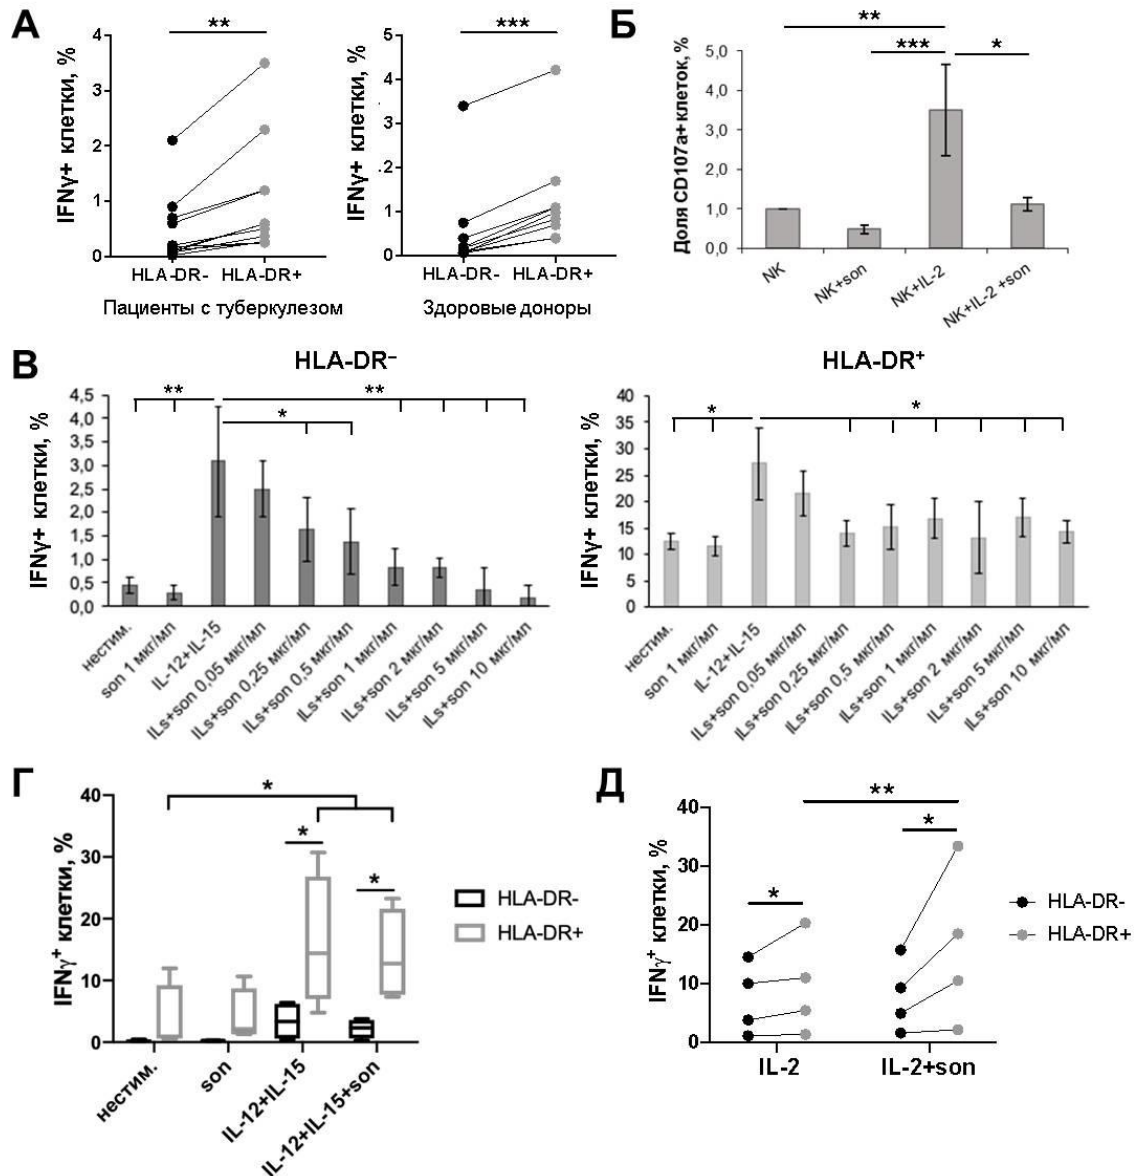 А
**
IFNγ+ клетки, %
4
3
2
1
0
HLA-DR-
HLA-DR+
Пациенты с туберкулезом
***
IFNγ+ клетки, %
5
4
3
2
1
0
HLA-DR-
HLA-DR+
Здоровые доноры
Б
**
***
*
Доля CD107a+ клеток, %
5,0
4,0
3,0
2,0
1,0
0,0
NK
NK+son
NK+IL-2
NK+IL-2 +son
В
HLA-DR⁻
**
**
*
IFNγ+ клетки, %
4,5
4,0
3,5
3,0
2,5
2,0
1,5
1,0
0,5
0,0
нестим.
son 1 мкг/мл
IL-12+IL-15
ILs+son 0,05 мкг/мл
ILs+son 0,25 мкг/мл
ILs+son 0,5 мкг/мл
ILs+son 1 мкг/мл
ILs+son 2 мкг/мл
ILs+son 5 мкг/мл
ILs+son 10 мкг/мл
HLA-DR⁺
*
*
IFNγ+ клетки, %
40
35
30
25
20
15
10
5
0
нестим.
son 1 мкг/мл
IL-12+IL-15
ILs+son 0,05 мкг/мл
ILs+son 0,25 мкг/мл
ILs+son 0,5 мкг/мл
ILs+son 1 мкг/мл
ILs+son 2 мкг/мл
ILs+son 5 мкг/мл
ILs+son 10 мкг/мл
Г
*
*
*
IFNγ⁺ клетки, %
40
30
20
10
0
нестим.
son
IL-12+IL-15
IL-12+IL-15+son
HLA-DR-
HLA-DR+
Д
**
*
*
IFNγ⁺ клетки, %
40
30
20
10
0
IL-2
IL-2+son
HLA-DR-
HLA-DR+